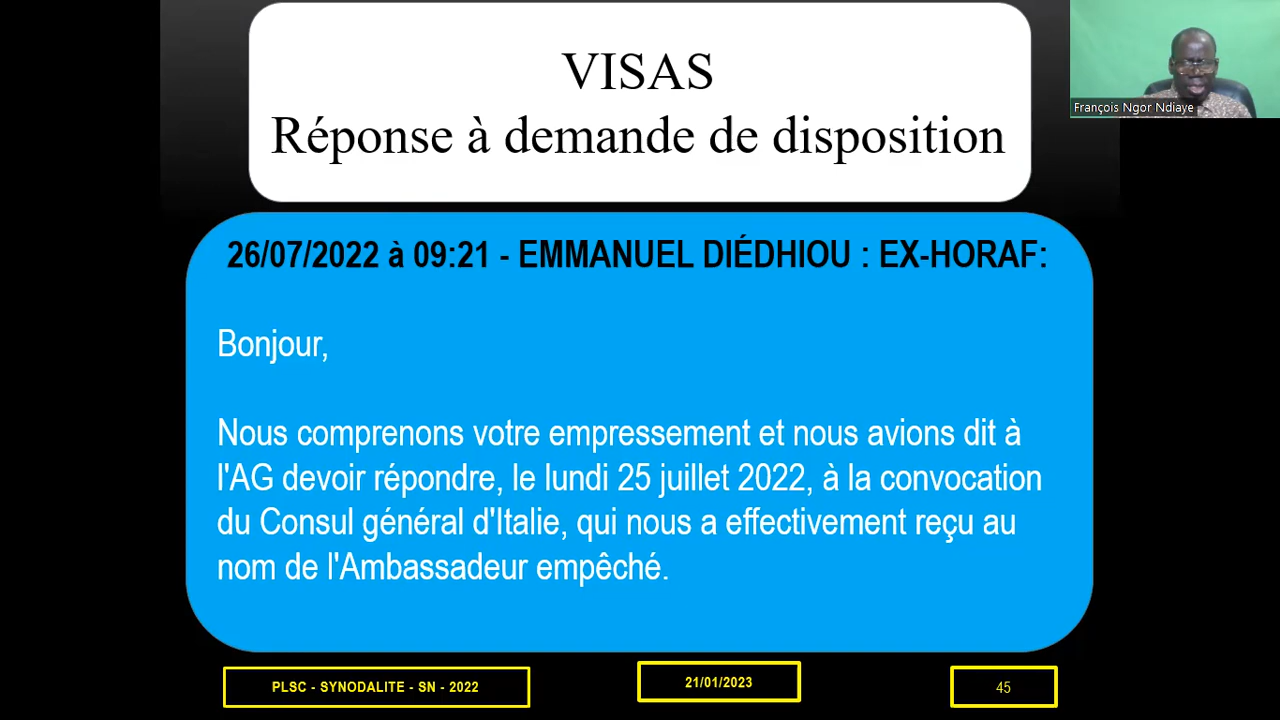 VISAS
Réponse à demande de disposition
François Ngor Ndiaye
26/07/2022 à 09:21 - EMMANUEL DIÉDHIOU : EX-HORAF:
Bonjour,
Nous comprenons votre empressement et nous avions dit à
l'AG devoir répondre, le lundi 25 juillet 2022, à la convocation
du Consul général d'Italie, qui nous a effectivement reçu au
nom de l'Ambassadeur empêché.
PLSC - SYNODALITE - SN - 2022
21/01/2023
45